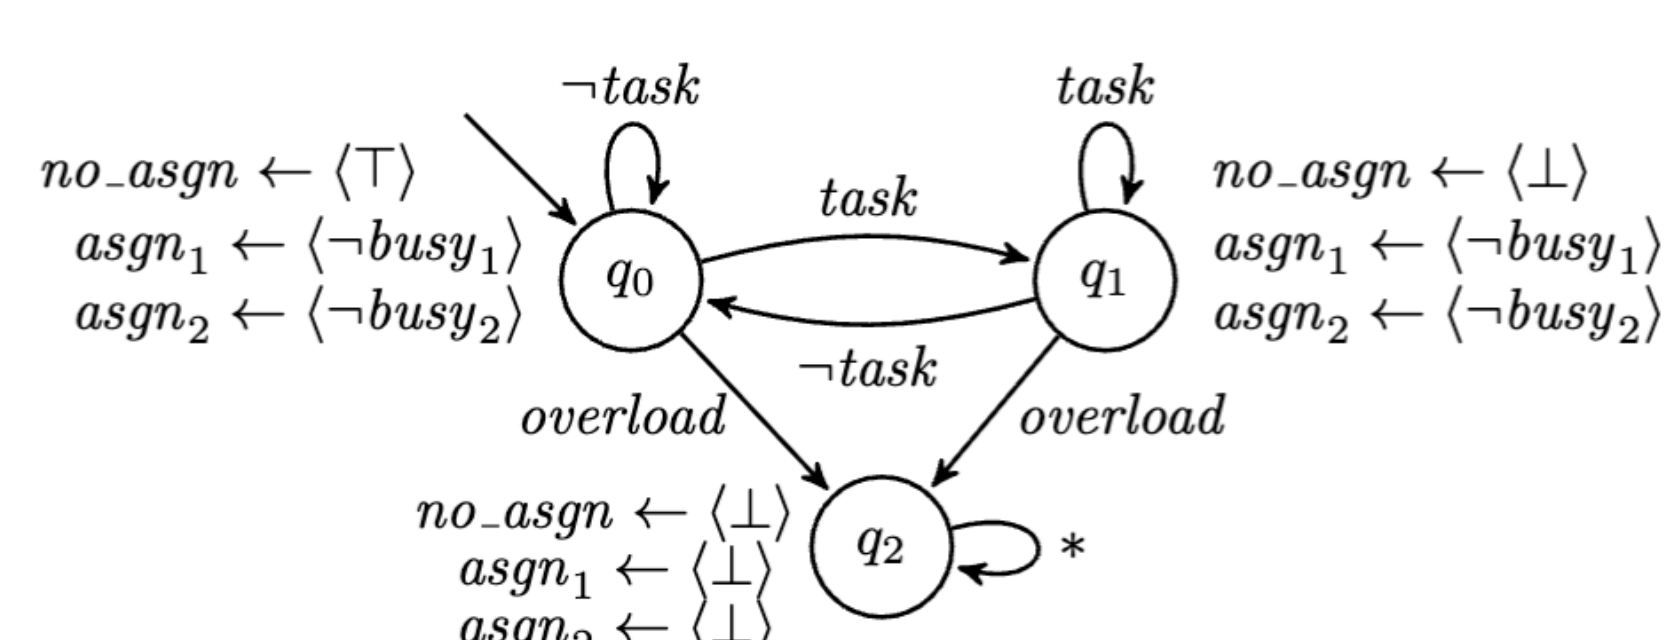 ¬task
task
no_asgn ← ⟨⊤⟩
task
no_asgn ← ⟨⊥⟩
asgn₁ ← ⟨¬busy₁⟩
q₀
q₁
asgn₁ ← ⟨¬busy₁⟩
asgn₂ ← ⟨¬busy₂⟩
asgn₂ ← ⟨¬busy₂⟩
¬task
overload
overload
no_asgn ← ⟨⊥⟩
q₂
*
asgn₁ ← ⟨⊥⟩
asgn₂ ← ⟨⊥⟩